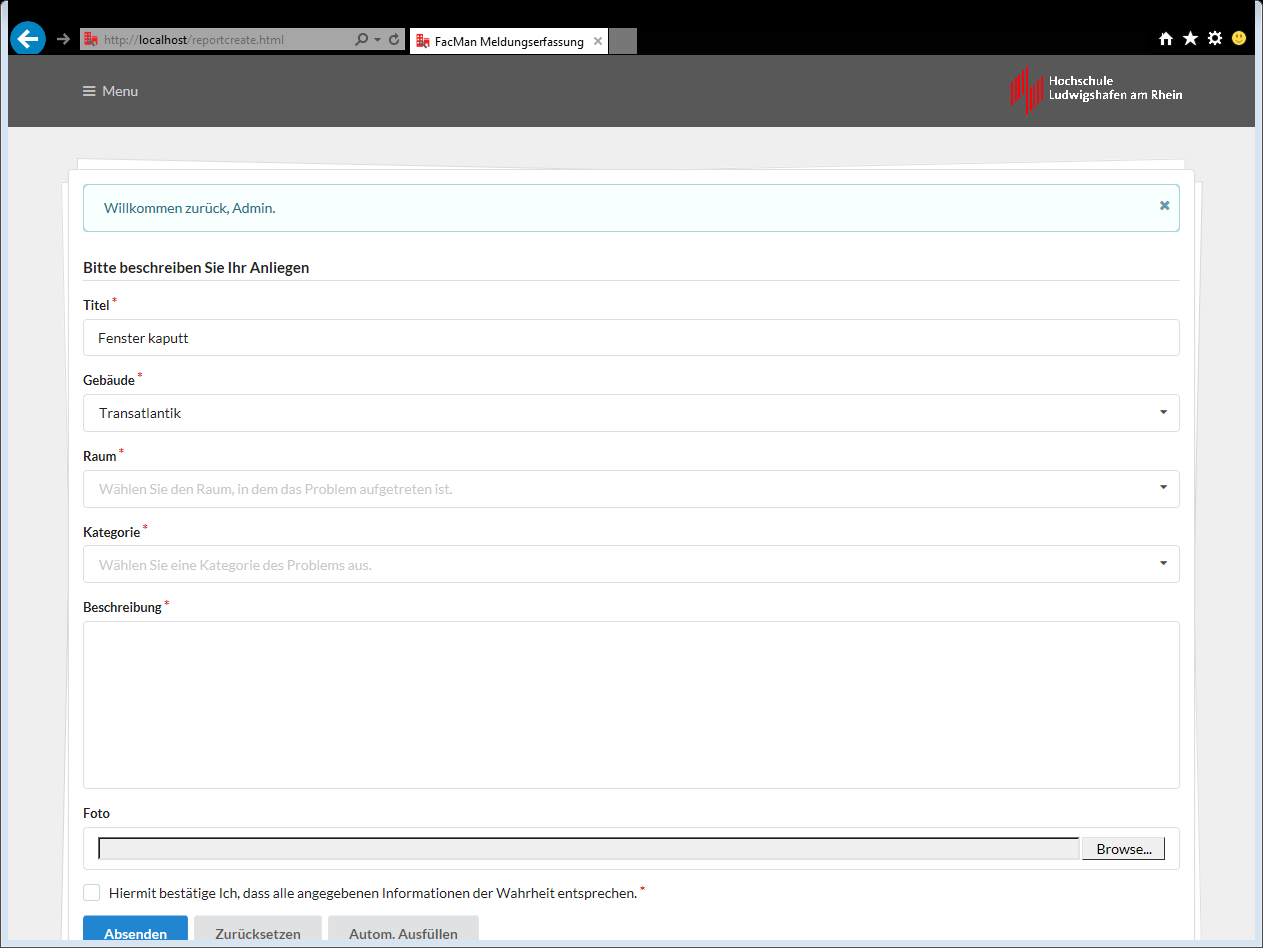 http://localhost/reportcreate.html
FacMan Meldungserfassung
Menu
Hochschule
Ludwigshafen am Rhein
Willkommen zurück, Admin.
Bitte beschreiben Sie Ihr Anliegen
Titel*
Fenster kaputt
Gebäude*
Transatlantik
Raum*
Wählen Sie den Raum, in dem das Problem aufgetreten ist.
Kategorie*
Wählen Sie eine Kategorie des Problems aus.
Beschreibung*
Foto
Browse...
Hiermit bestätige Ich, dass alle angegebenen Informationen der Wahrheit entsprechen.*
Absenden Zurücksetzen Autom. Ausfüllen